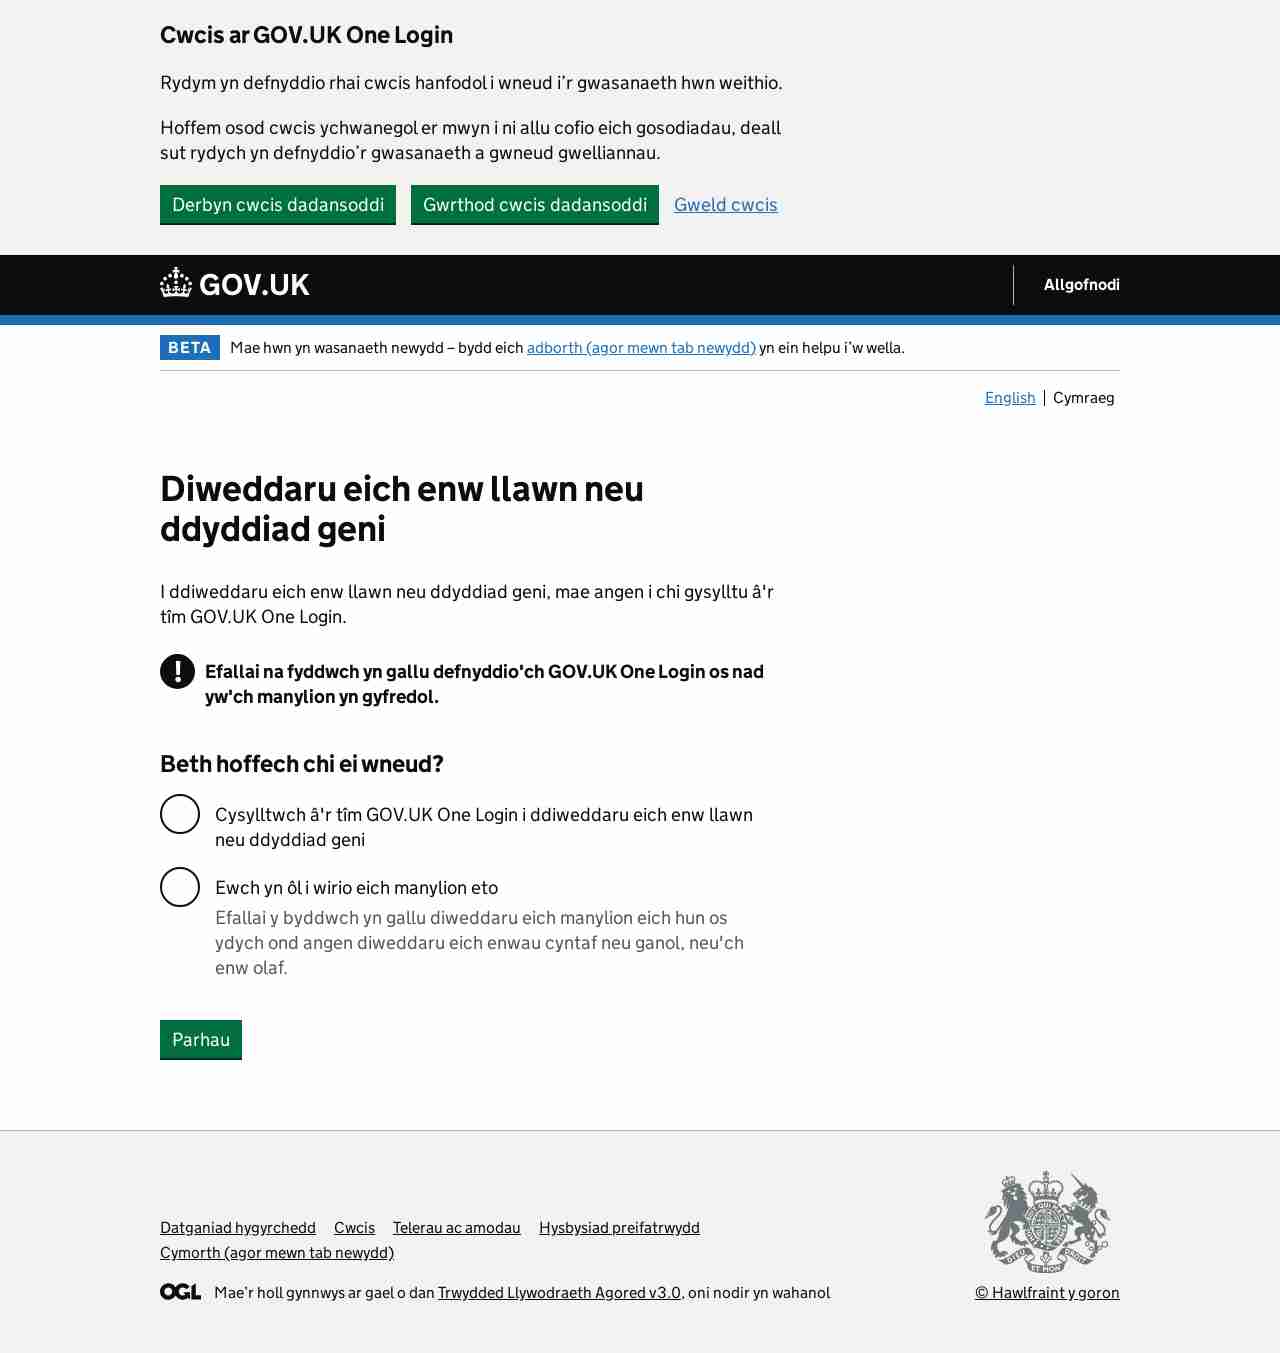 Cwcis ar GOV.UK One Login
Rydym yn defnyddio rhai cwcis hanfodol i wneud i’r gwasanaeth hwn weithio.
Hoffem osod cwcis ychwanegol er mwyn i ni allu cofio eich gosodiadau, deall
sut rydych yn defnyddio’r gwasanaeth a gwneud gwelliannau.
Derbyn cwcis dadansoddi Gwrthod cwcis dadansoddi Gweld cwcis
GOV.UK Allgofnodi
BETA Mae hwn yn wasanaeth newydd – bydd eich adborth (agor mewn tab newydd) yn ein helpu i’w wella.
English Cymraeg
Diweddaru eich enw llawn neu
ddyddiad geni
I ddiweddaru eich enw llawn neu ddyddiad geni, mae angen i chi gysylltu â'r
tîm GOV.UK One Login.
! Efallai na fyddwch yn gallu defnyddio'ch GOV.UK One Login os nad
yw'ch manylion yn gyfredol.
Beth hoffech chi ei wneud?
Cysylltwch â'r tîm GOV.UK One Login i ddiweddaru eich enw llawn
neu ddyddiad geni
Ewch yn ôl i wirio eich manylion eto
Efallai y byddwch yn gallu diweddaru eich manylion eich hun os
ydych ond angen diweddaru eich enwau cyntaf neu ganol, neu'ch
enw olaf.
Parhau
Datganiad hygyrchedd Cwcis Telerau ac amodau Hysbysiad preifatrwydd
Cymorth (agor mewn tab newydd)
OGL Mae’r holl gynnwys ar gael o dan Trwydded Llywodraeth Agored v3.0, oni nodir yn wahanol
© Hawlfraint y goron